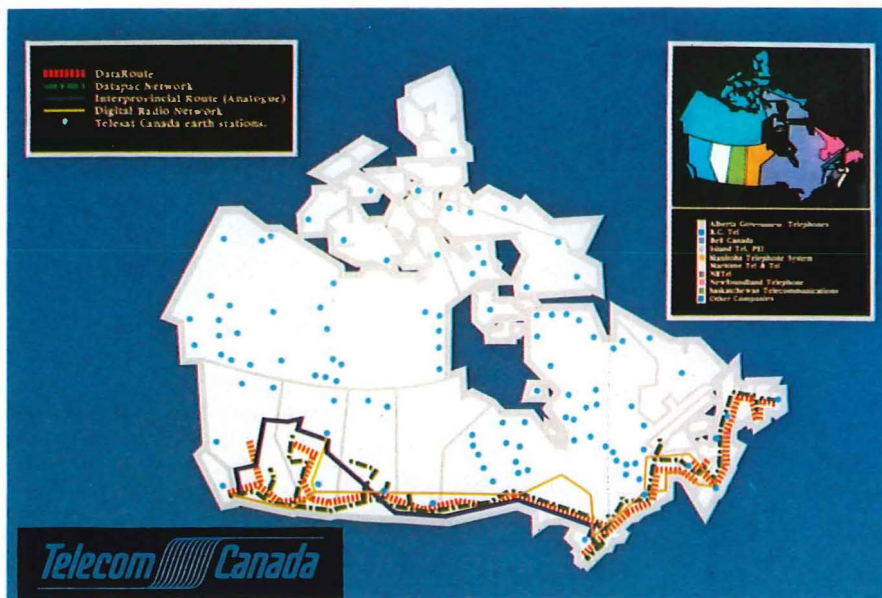 DataRoute
Datapac Network
Interprovincial Route (Analogue)
Digital Radio Network
Telesat Canada earth stations.
Alberta Government Telephones
B.C. Tel
Bell Canada
Island Tel, PEI
Manitoba Telephone System
Maritime Tel & Tel
NBTel
Newfoundland Telephone
Saskatchewan Telecommunications
Other Companies
Telecom Canada